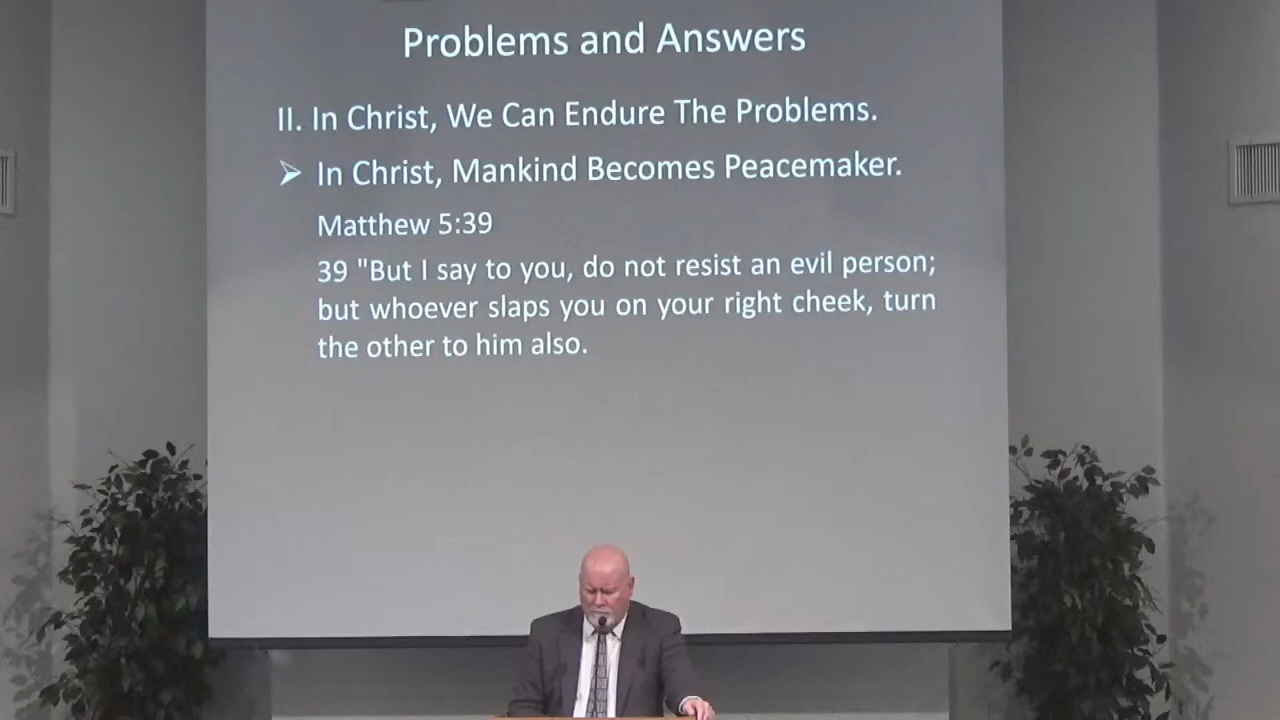 Problems and Answers
II. In Christ, We Can Endure The Problems.
➢ In Christ, Mankind Becomes Peacemaker.
Matthew 5:39
39 "But I say to you, do not resist an evil person;
but whoever slaps you on your right cheek, turn
the other to him also.